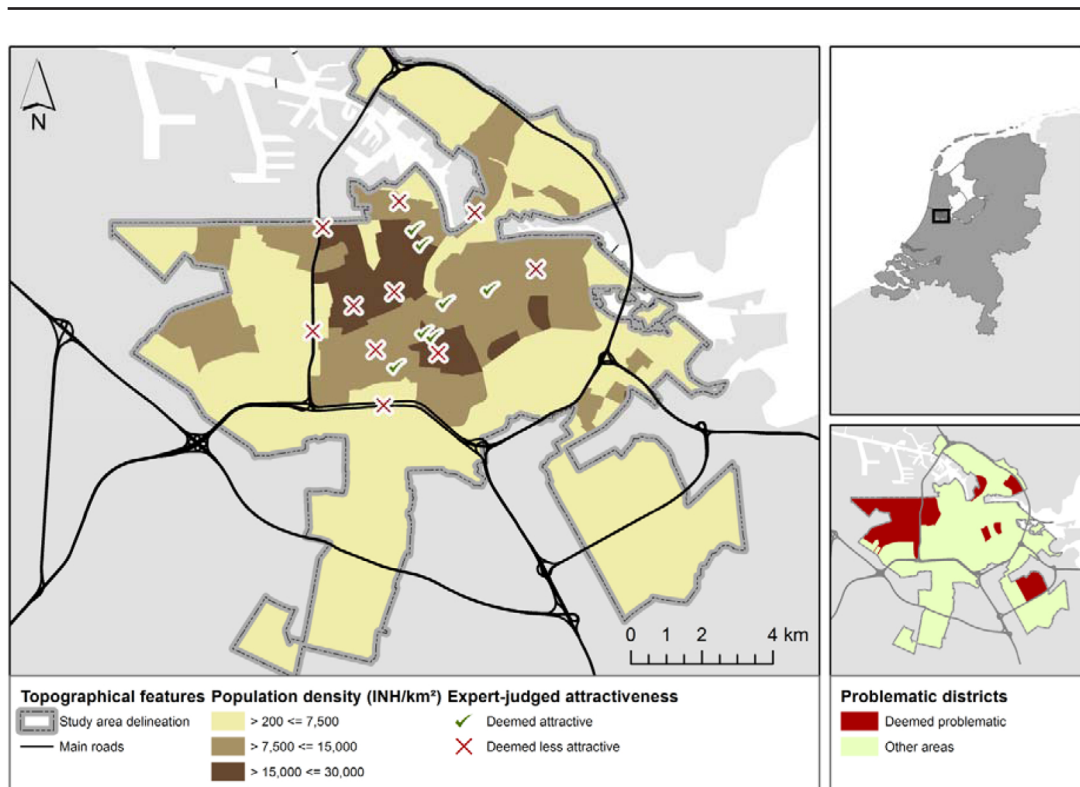 N
0 1 2 4 km
Topographical features
Study area delineation
Main roads
Population density (INH/km²)
> 200 <= 7,500
> 7,500 <= 15,000
> 15,000 <= 30,000
Expert-judged attractiveness
Deemed attractive
Deemed less attractive
Problematic districts
Deemed problematic
Other areas